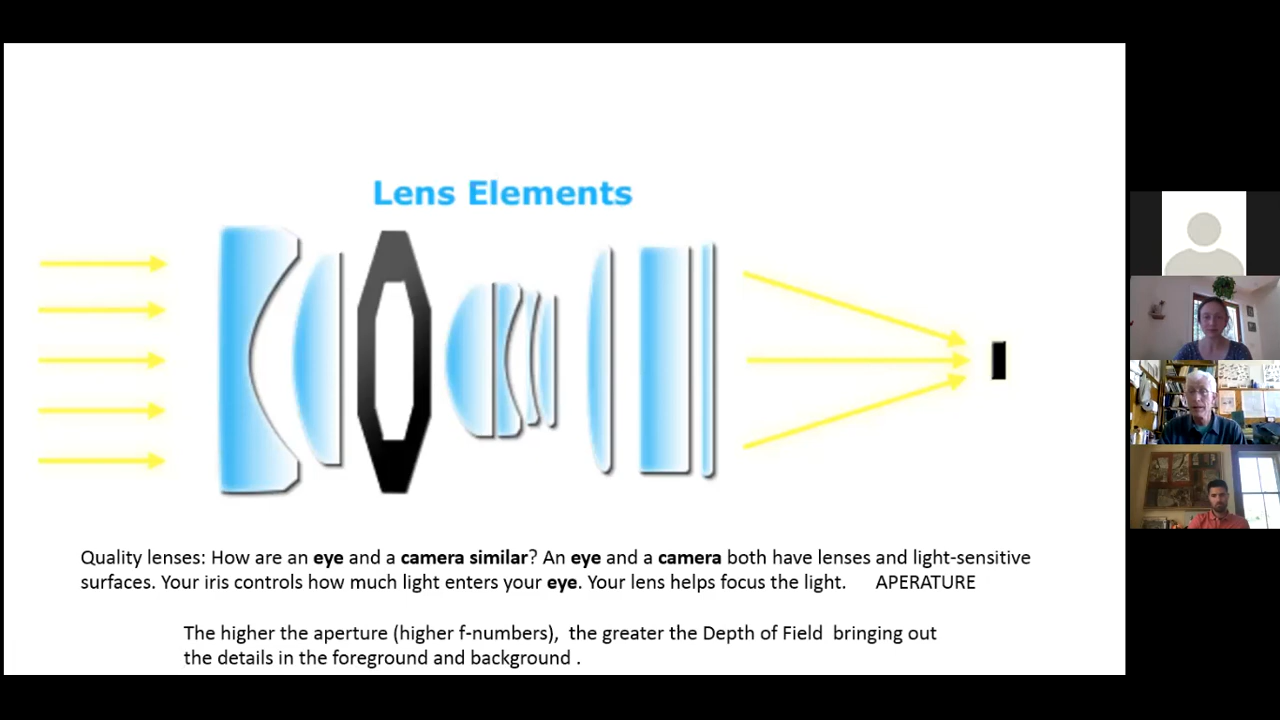 Lens Elements
Quality lenses: How are an eye and a camera similar? An eye and a camera both have lenses and light-sensitive
surfaces. Your iris controls how much light enters your eye. Your lens helps focus the light. APERATURE
The higher the aperture (higher f-numbers), the greater the Depth of Field bringing out
the details in the foreground and background .